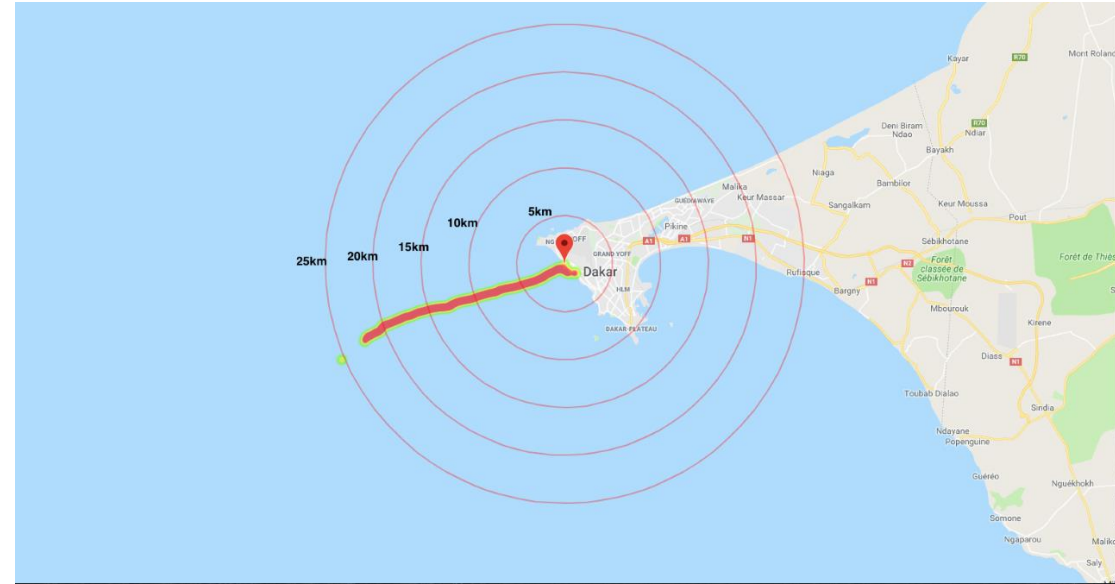 Kayar
R70
Mont Rolanc
R70
Ndiar
Deni Biram
Ndao
Bayakh
Niaga
Bambilor
Malika
Keur Massar
GUÉDIAWAYE
Sangalkam
Keur Moussa
Pout
5km
10km
15km
20km
25km
Pikine
A1
A1
N1
GRAND YOFF
Dakar
HLM
DAKAR-PLATEAU
Rufisque
Bargny
N1
N2
Sébikhotane
Forêt
classée de
Sébikhotane
Forêt de Thiès
Mbourouk
Kirene
Diass
N1
Toubab Dialao
Sindia
Ndayane
Popenguine
Guéréo
Nguékhokh
Somone
Ngaparou
Maliko
Saly